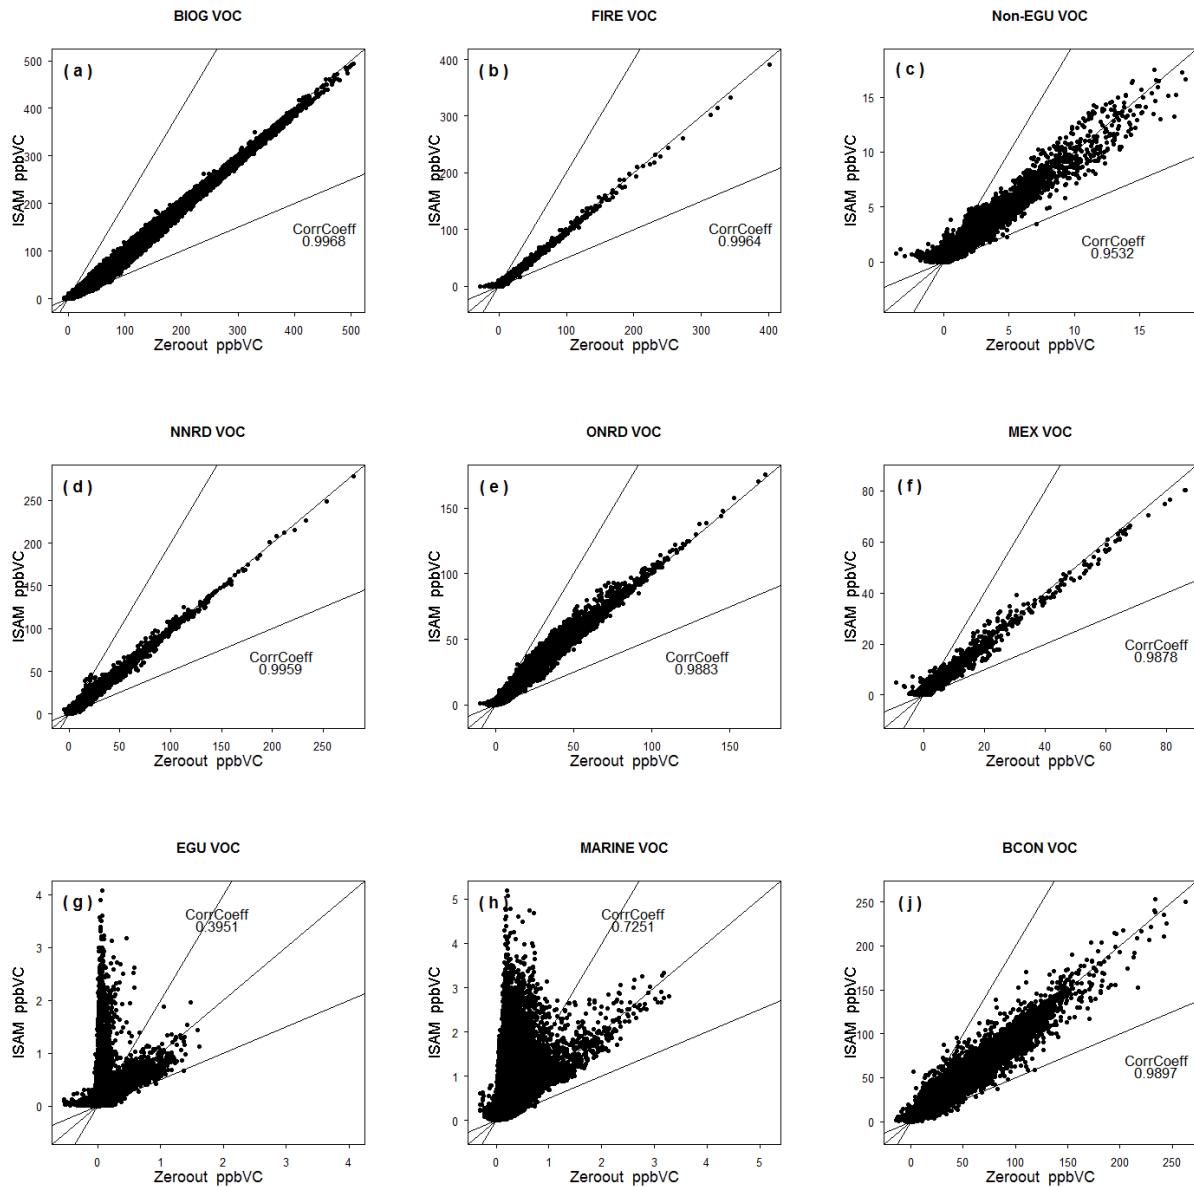 BIOG VOC
( a )
ISAM ppbVC
500
400
300
200
100
0
CorrCoeff
0.9968
0 100 200 300 400 500
Zeroout ppbVC
FIRE VOC
( b )
ISAM ppbVC
400
300
200
100
0
CorrCoeff
0.9964
0 100 200 300 400
Zeroout ppbVC
Non-EGU VOC
( c )
ISAM ppbVC
15
10
5
0
CorrCoeff
0.9532
0 5 10 15
Zeroout ppbVC
NNRD VOC
( d )
ISAM ppbVC
250
200
150
100
50
0
CorrCoeff
0.9959
0 50 100 150 200 250
Zeroout ppbVC
ONRD VOC
( e )
ISAM ppbVC
150
100
50
0
CorrCoeff
0.9883
0 50 100 150
Zeroout ppbVC
MEX VOC
( f )
ISAM ppbVC
80
60
40
20
0
CorrCoeff
0.9878
0 20 40 60 80
Zeroout ppbVC
EGU VOC
( g )
ISAM ppbVC
4
3
2
1
0
CorrCoeff
0.3951
0 1 2 3 4
Zeroout ppbVC
MARINE VOC
( h )
ISAM ppbVC
5
4
3
2
1
0
CorrCoeff
0.7251
0 1 2 3 4 5
Zeroout ppbVC
BCON VOC
( j )
ISAM ppbVC
250
200
150
100
50
0
CorrCoeff
0.9897
0 50 100 150 200 250
Zeroout ppbVC